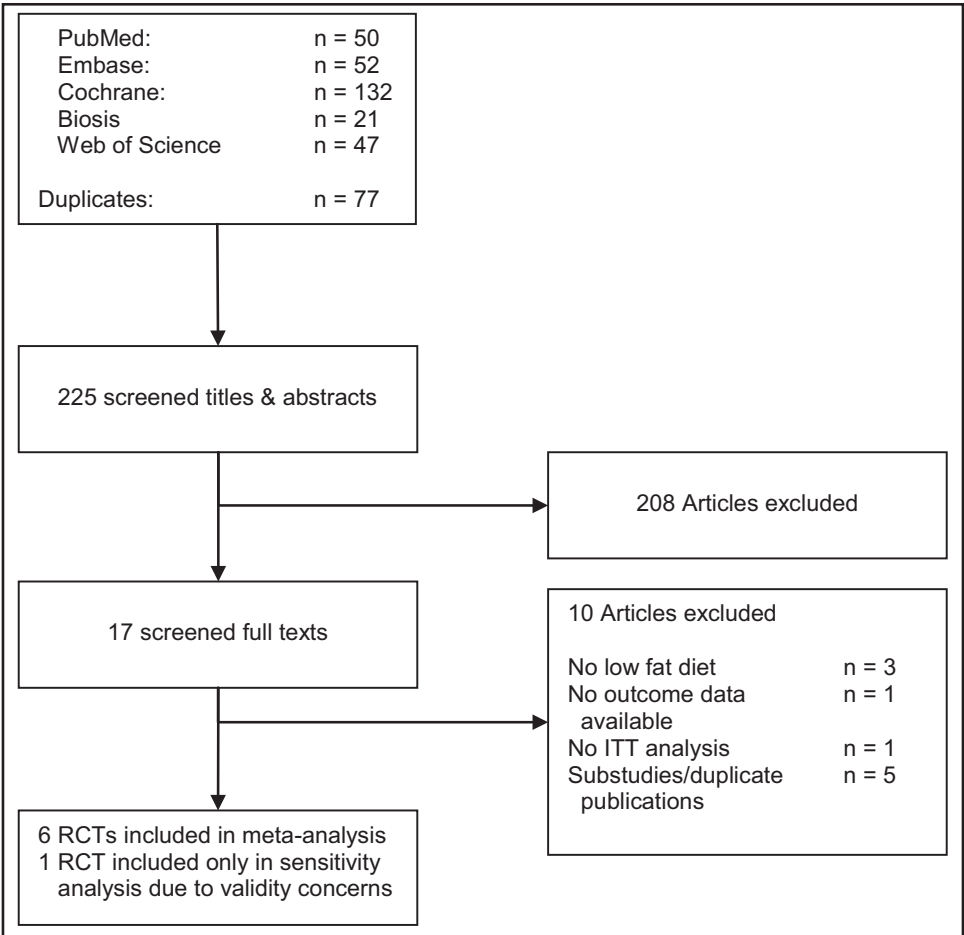 PubMed: n = 50
Embase: n = 52
Cochrane: n = 132
Biosis n = 21
Web of Science n = 47
Duplicates: n = 77
225 screened titles & abstracts
208 Articles excluded
17 screened full texts
10 Articles excluded
No low fat diet n = 3
No outcome data n = 1
available
No ITT analysis n = 1
Substudies/duplicate n = 5
publications
6 RCTs included in meta-analysis
1 RCT included only in sensitivity
analysis due to validity concerns